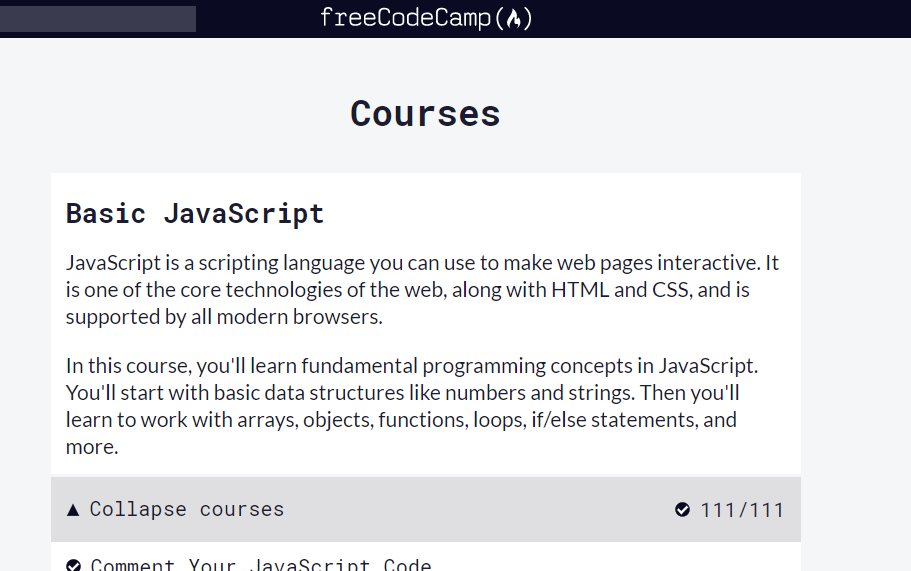 freeCodeCamp(🔥)
Courses
Basic JavaScript
JavaScript is a scripting language you can use to make web pages interactive. It
is one of the core technologies of the web, along with HTML and CSS, and is
supported by all modern browsers.
In this course, you'll learn fundamental programming concepts in JavaScript.
You'll start with basic data structures like numbers and strings. Then you'll
learn to work with arrays, objects, functions, loops, if/else statements, and
more.
▲ Collapse courses 111/111
Comment Your JavaScript Code